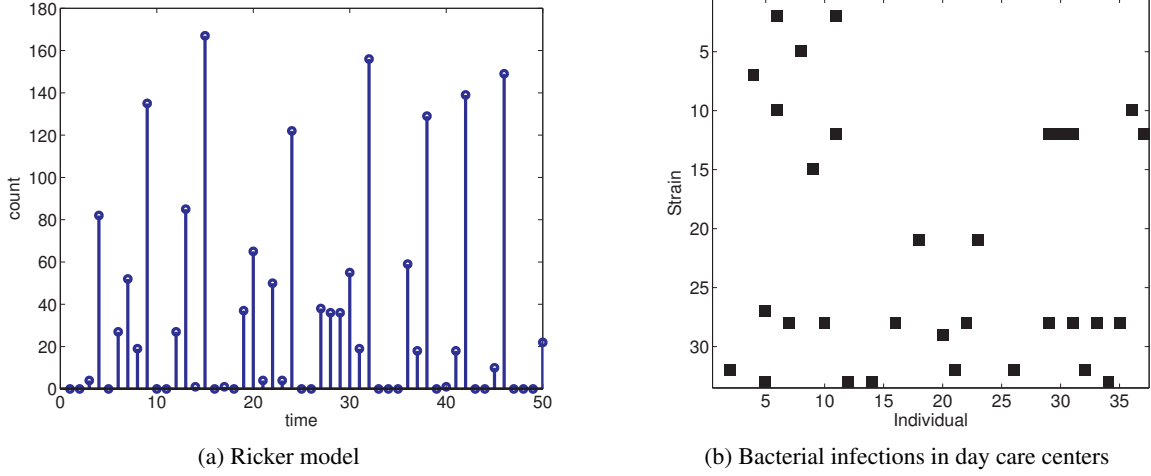 180
160
140
120
100
80
60
40
20
0
count
0 10 20 30 40 50
time
(a) Ricker model
5
10
15
20
25
30
Strain
5 10 15 20 25 30 35
Individual
(b) Bacterial infections in day care centers